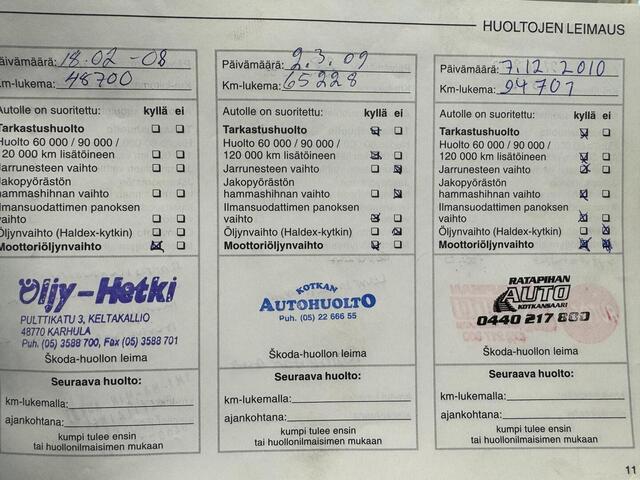 HUOLTOJEN LEIMAUS
äivämäärä: 18.02 -08
Km-lukema: 48700
Autolle on suoritettu: kyllä ei
Tarkastushuolto
Huolto 60 000 / 90 000 /
120 000 km lisätöineen
Jarrunesteen vaihto
Jakopyörästön
hammashihnan vaihto
Ilmansuodattimen panoksen
vaihto
Öljynvaihto (Haldex-kytkin)
Moottoriöljynvaihto
Öljy-Hetki
PULTTIKATU 3, KELTAKALLIO
48770 KARHULA
Puh. (05) 3588 700, Fax (05) 3588 701
Škoda-huollon leima
Seuraava huolto:
km-lukemalla:
ajankohtana:
kumpi tulee ensin
tai huollonilmaisimen mukaan
Päivämäärä: 2.3.09
Km-lukema: 65228
Autolle on suoritettu: kyllä ei
Tarkastushuolto
Huolto 60 000 / 90 000 /
120 000 km lisätöineen
Jarrunesteen vaihto
Jakopyörästön
hammashihnan vaihto
Ilmansuodattimen panoksen
vaihto
Öljynvaihto (Haldex-kytkin)
Moottoriöljynvaihto
KOTKAN
AUTOHUOLTO
Puh. (05) 22 666 55
Škoda-huollon leima
Seuraava huolto:
km-lukemalla:
ajankohtana:
kumpi tulee ensin
tai huollonilmaisimen mukaan
Päivämäärä: 7.12.2010
Km-lukema: 94701
Autolle on suoritettu: kyllä ei
Tarkastushuolto
Huolto 60 000 / 90 000 /
120 000 km lisätöineen
Jarrunesteen vaihto
Jakopyörästön
hammashihnan vaihto
Ilmansuodattimen panoksen
vaihto
Öljynvaihto (Haldex-kytkin)
Moottoriöljynvaihto
RATAPIHAN
AUTO
KOTKANSAARI
0440 217 800
Škoda-huollon leima
Seuraava huolto:
km-lukemalla:
ajankohtana:
kumpi tulee ensin
tai huollonilmaisimen mukaan
11